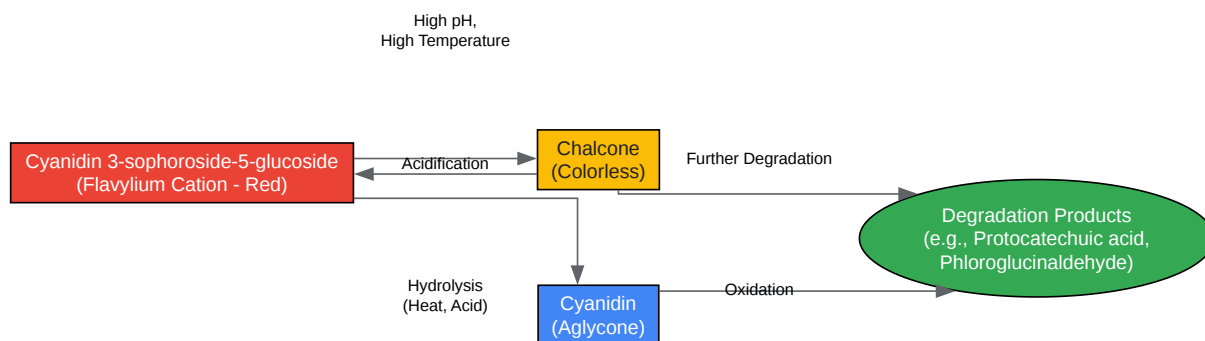 High pH,
High Temperature
Cyanidin 3-sophoroside-5-glucoside
(Flavylium Cation - Red)
Acidification
Chalcone
(Colorless)
Further Degradation
Degradation Products
(e.g., Protocatechuic acid,
Phloroglucinaldehyde)
Hydrolysis
(Heat, Acid)
Cyanidin
(Aglycone)
Oxidation